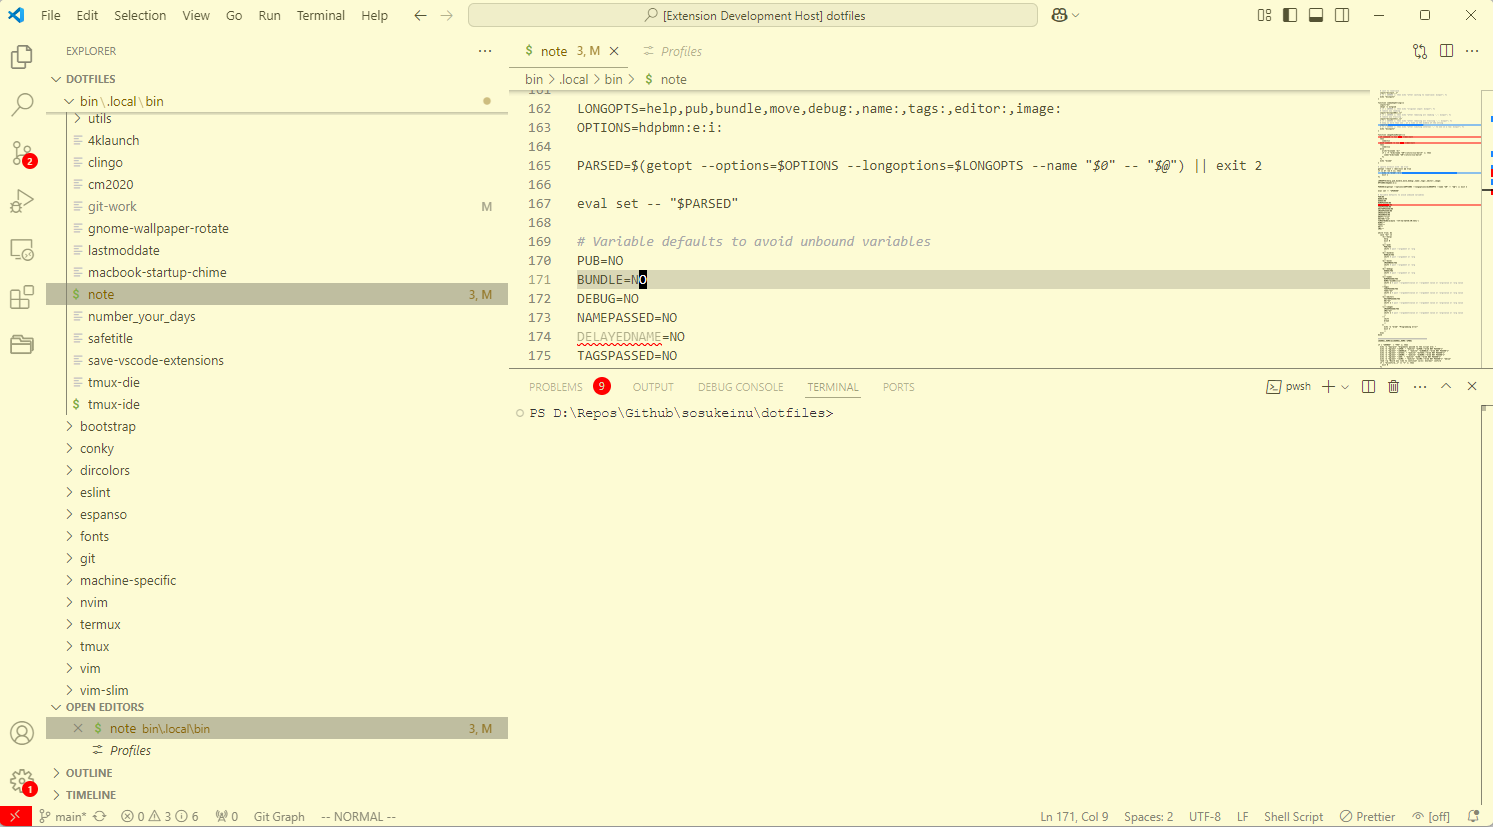 File Edit Selection View Go Run Terminal Help
[Extension Development Host] dotfiles
EXPLORER
DOTFILES
bin\.local\bin
utils
4klaunch
clingo
cm2020
git-work M
gnome-wallpaper-rotate
lastmoddate
macbook-startup-chime
note 3, M
number_your_days
safetitle
save-vscode-extensions
tmux-die
$ tmux-ide
bootstrap
conky
dircolors
eslint
espanso
fonts
git
machine-specific
nvim
termux
tmux
vim
vim-slim
OPEN EDITORS
$ note bin\.local\bin 3, M
Profiles
OUTLINE
TIMELINE
2
1
$ note 3, M
Profiles
bin > .local > bin > $ note
161
162 LONGOPTS=help,pub,bundle,move,debug:,name:,tags:,editor:,image:
163 OPTIONS=hdpbmn:e:i:
164
165 PARSED=$(getopt --options=$OPTIONS --longoptions=$LONGOPTS --name "$0" -- "$@") || exit 2
166
167 eval set -- "$PARSED"
168
169 # Variable defaults to avoid unbound variables
170 PUB=NO
171 BUNDLE=NO
172 DEBUG=NO
173 NAMEPASSED=NO
174 DELAYEDNAME=NO
175 TAGSPASSED=NO
PROBLEMS 9 OUTPUT DEBUG CONSOLE TERMINAL PORTS
pwsh
PS D:\Repos\Github\sosukeinu\dotfiles>
main* 0 3 6 0 Git Graph -- NORMAL --
Ln 171, Col 9 Spaces: 2 UTF-8 LF Shell Script Prettier [off]